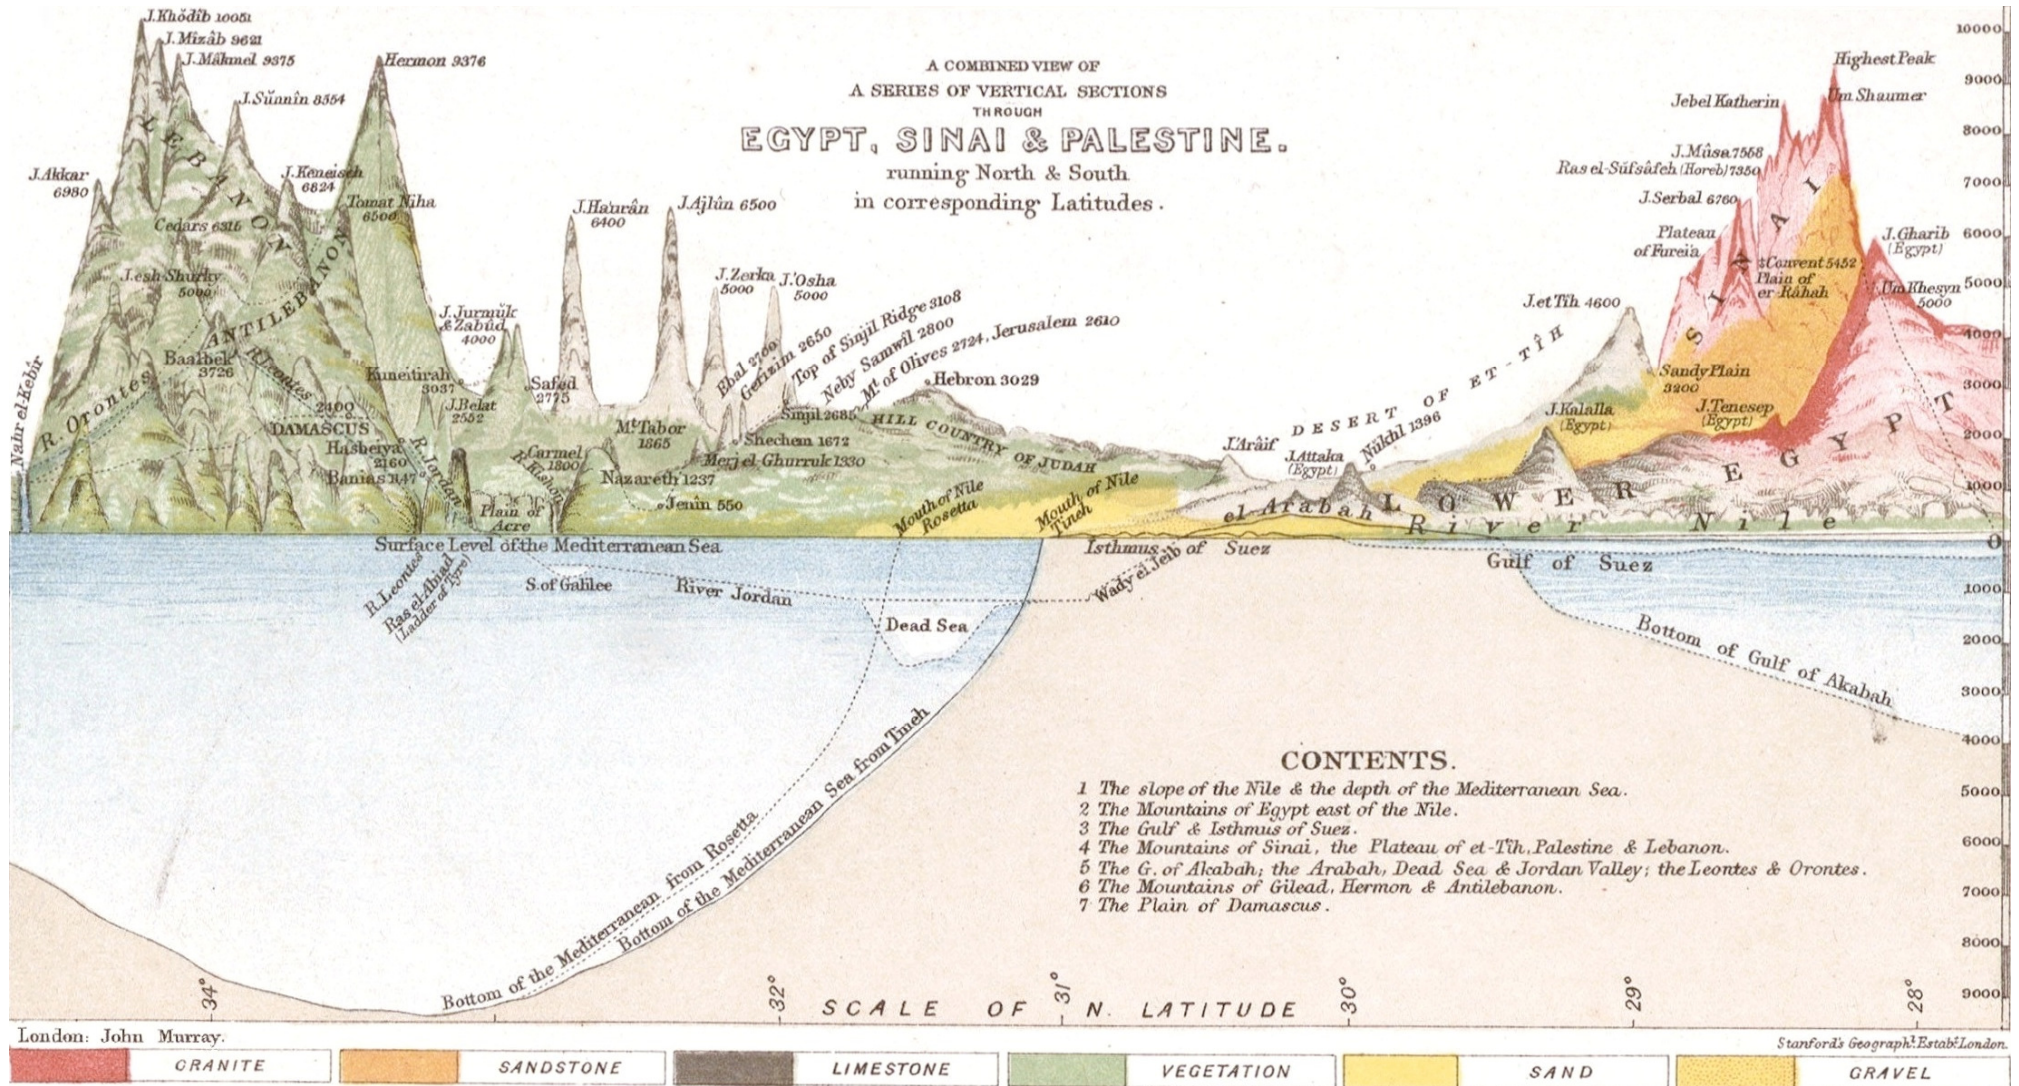 A COMBINED VIEW OF
A SERIES OF VERTICAL SECTIONS
THROUGH
EGYPT, SINAI & PALESTINE.
running North & South
in corresponding Latitudes.
J. Khŏdîb 10051
J. Mîzâb 9621
J. Mâkmel 9375
Hermon 9376
J. Sŭnnîn 8554
LEBANON
J. Akkar
6980
J. Keneiseh
6824
Tomat Niha
6500
Cedars 6315
J. esh-Shurky
5000
ANTILEBANON
J. Haurân
6400
J. Ajlûn 6500
J. Zerka
5000
J. Osha
5000
J. Jurmŭk
& Zabûd
4000
Ebal 2700
Gerizim 2650
Top of Sinjil Ridge 3108
Neby Samwil 2800
Mt. of Olives 2724, Jerusalem 2610
Nahr el-Kebîr
R. Orontes
Baalbek
3726
R. Leontes
Kuneitirah
3037
Safed
2775
Hebron 3029
2400
DAMASCUS
J. Belat
2552
Sinjil 2685
HILL COUNTRY OF JUDAH
Hasbeiya
2160
Banias 1147
R. Jordan
Carmel
1800
R. Kishon
Mt. Tabor
1865
Shechem 1672
Merj el-Ghurruk 1330
Nazareth 1237
Jenîn 550
Plain of
Acre
Mouth of Nile
Rosetta
Mouth of Nile
Tineh
J. Arâif
DESERT OF ET-TÎH
J. Attaka
(Egypt)
Nŭkhl 1396
J. et Tîh 4600
J. Kalalla
(Egypt)
Highest Peak
Um Shaumer
Jebel Katherin
J. Mûsa 7558
Ras el-Sŭfsâfeh (Horeb) 7350
J. Serbal 6760
Plateau
of Fureia
SINAI
Convent 5452
Plain of
er-Râhah
J. Gharib
(Egypt)
Um Khesyn
5000
Sandy Plain
3200
J. Tenesep
(Egypt)
el-Arabah
LOWER EGYPT
River Nile
10000
9000
8000
7000
6000
5000
4000
3000
2000
1000
0
Surface Level of the Mediterranean Sea
Isthmus of Suez
Gulf of Suez
R. Leontes
Ras el-Abiad
(Ladder of Tyre)
S. of Galilee
River Jordan
Dead Sea
Wady el Jeib
Bottom of Gulf of Akabah
Bottom of the Mediterranean from Rosetta
Bottom of the Mediterranean Sea from Tineh
1000
2000
3000
4000
5000
6000
7000
8000
9000
CONTENTS.
1 The slope of the Nile & the depth of the Mediterranean Sea.
2 The Mountains of Egypt east of the Nile.
3 The Gulf & Isthmus of Suez.
4 The Mountains of Sinai, the Plateau of et-Tîh, Palestine & Lebanon.
5 The G. of Akabah; the Arabah, Dead Sea & Jordan Valley; the Leontes & Orontes.
6 The Mountains of Gilead, Hermon & Antilebanon.
7 The Plain of Damascus.
34° 32° 31° 30° 29° 28°
SCALE OF N. LATITUDE
London: John Murray.
Stanford's Geograph! Estab! London.
GRANITE SANDSTONE LIMESTONE VEGETATION SAND GRAVEL